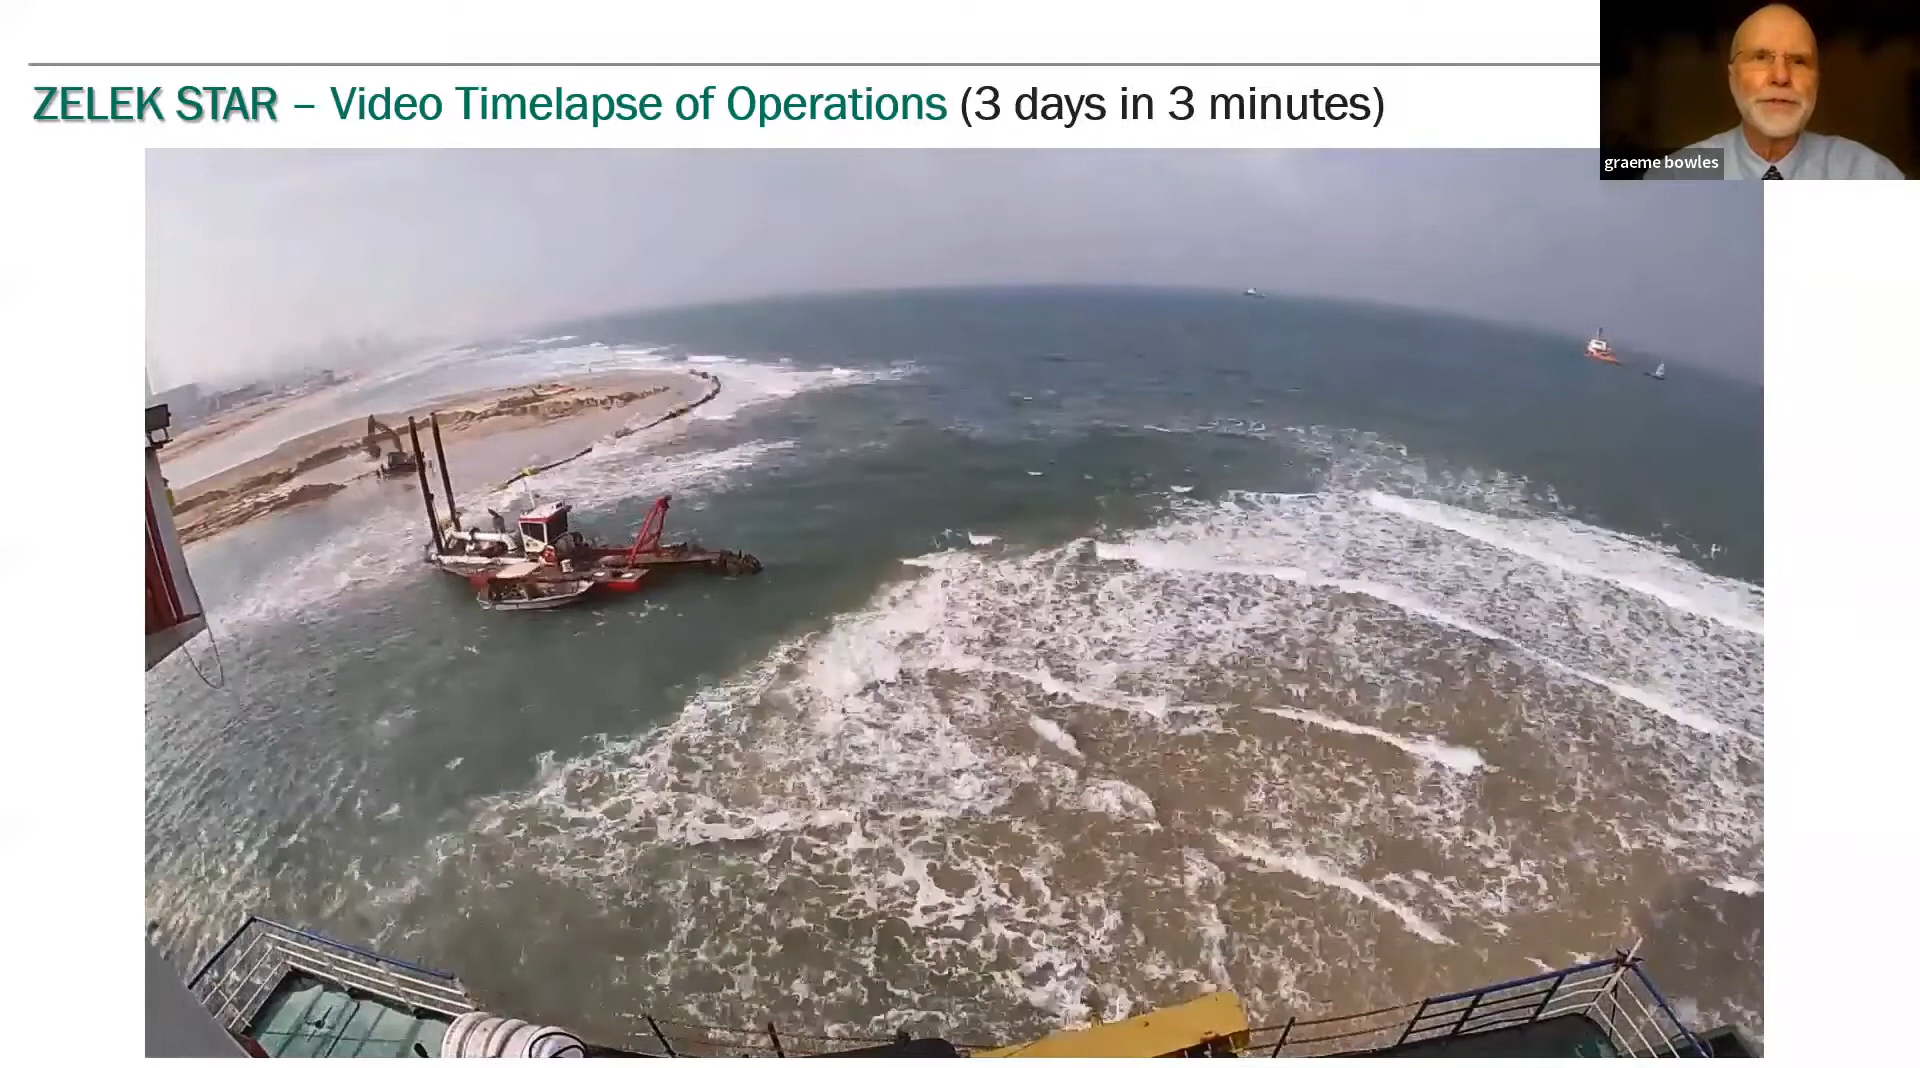 ZELEK STAR – Video Timelapse of Operations (3 days in 3 minutes)
graeme bowles